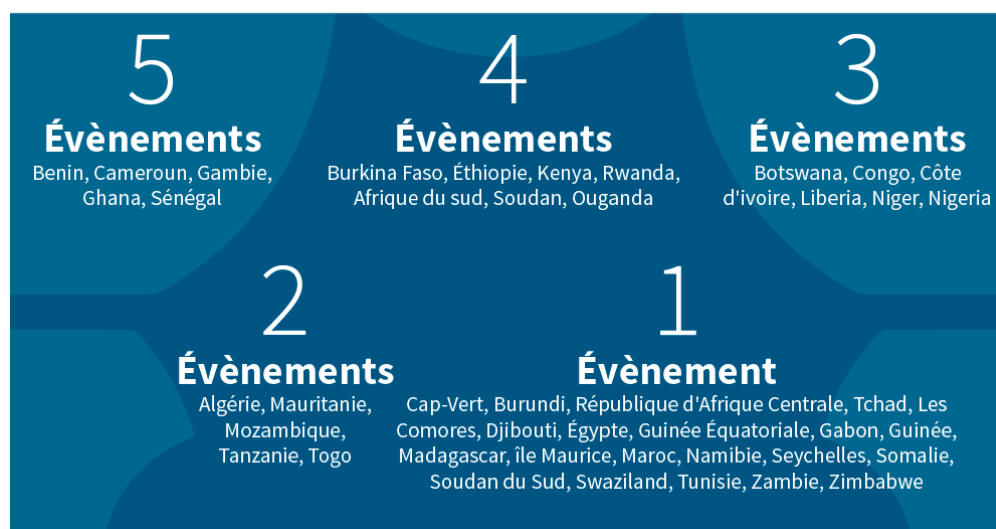 5
Évènements
Benin, Cameroun, Gambie,
Ghana, Sénégal
4
Évènements
Burkina Faso, Éthiopie, Kenya, Rwanda,
Afrique du sud, Soudan, Ouganda
3
Évènements
Botswana, Congo, Côte
d'ivoire, Liberia, Niger, Nigeria
2
Évènements
Algérie, Mauritanie,
Mozambique,
Tanzanie, Togo
1
Évènement
Cap-Vert, Burundi, République d'Afrique Centrale, Tchad, Les
Comores, Djibouti, Égypte, Guinée Équatoriale, Gabon, Guinée,
Madagascar, île Maurice, Maroc, Namibie, Seychelles, Somalie,
Soudan du Sud, Swaziland, Tunisie, Zambie, Zimbabwe